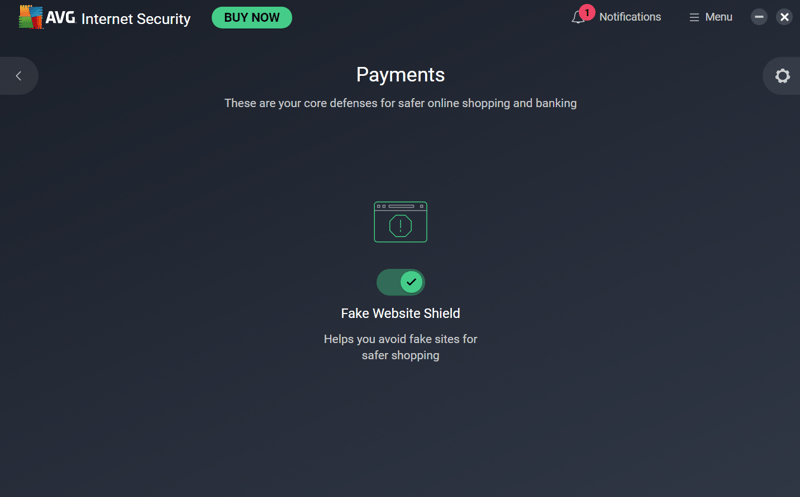 AVG Internet Security
BUY NOW
1
Notifications
Menu
Payments
These are your core defenses for safer online shopping and banking
Fake Website Shield
Helps you avoid fake sites for
safer shopping